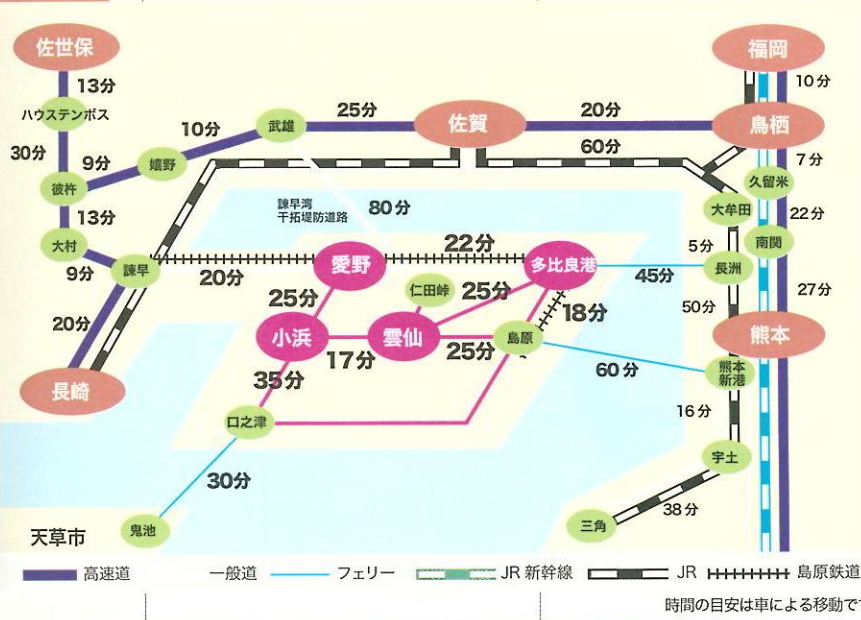 佐世保
福岡
13分
10分
ハウステンボス
25分
20分
10分
武雄
佐賀
鳥栖
30分
9分
嬉野
60分
7分
彼杵
久留米
13分
諫早湾
干拓堤防道路
80分
大牟田
22分
大村
22分
5分
南関
9分
諫早
愛野
多比良港
長洲
20分
45分
25分
仁田峠
25分
27分
50分
18分
20分
小浜
雲仙
島原
熊本
17分
25分
60分
熊本
新港
35分
長崎
16分
口之津
宇土
30分
38分
天草市
鬼池
三角
高速道
一般道
フェリー
JR 新幹線
JR
島原鉄道
時間の目安は車による移動で